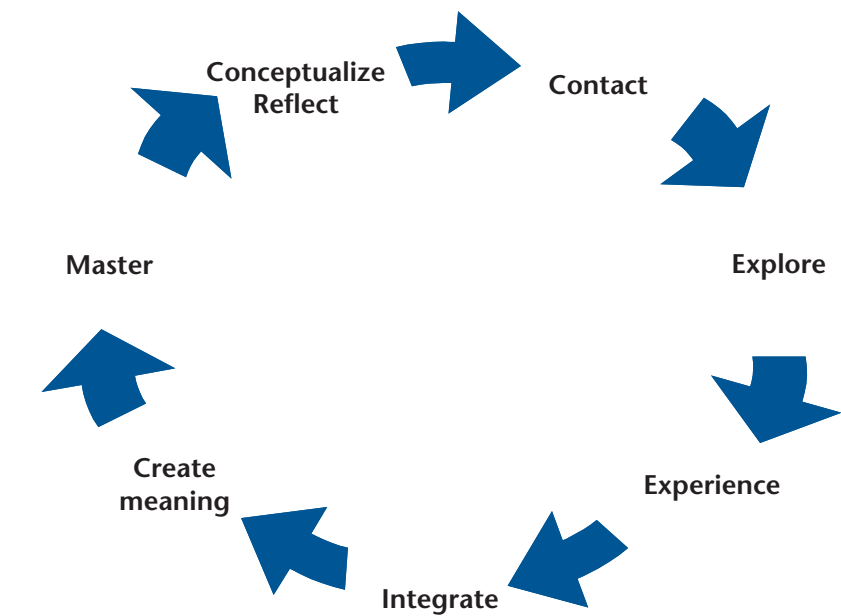 Conceptualize
Reflect
Contact
Explore
Experience
Integrate
Create
meaning
Master